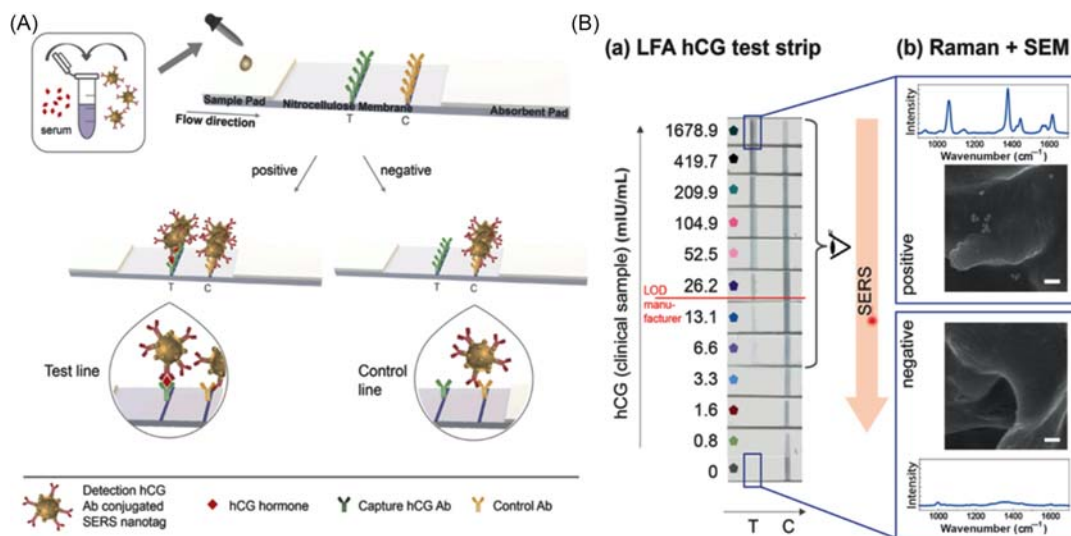 (A)
serum
Sample Pad
Nitrocellulose Membrane
Absorbent Pad
Flow direction
T
C
positive
negative
T
C
T
C
Test line
Control
line
Detection hCG
Ab conjugated
SERS nanotag
hCG hormone
Capture hCG Ab
Control Ab
(B)
(a) LFA hCG test strip
hCG (clinical sample) (mIU/mL)
1678.9
419.7
209.9
104.9
52.5
26.2
LOD
manu-
facturer
13.1
6.6
3.3
1.6
0.8
0
T
C
SERS
(b) Raman + SEM
Intensity
1000 1200 1400 1600
Wavenumber (cm⁻¹)
positive
negative
Intensity
1000 1200 1400 1600
Wavenumber (cm⁻¹)